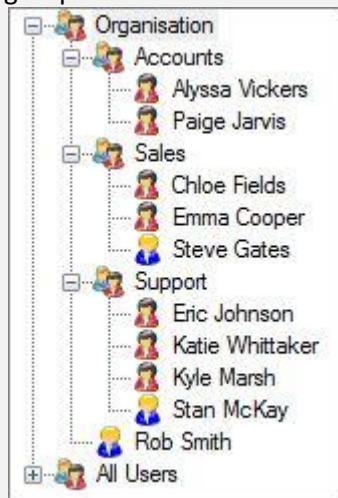 Organisation
Accounts
Alyssa Vickers
Paige Jarvis
Sales
Chloe Fields
Emma Cooper
Steve Gates
Support
Eric Johnson
Katie Whittaker
Kyle Marsh
Stan McKay
Rob Smith
All Users